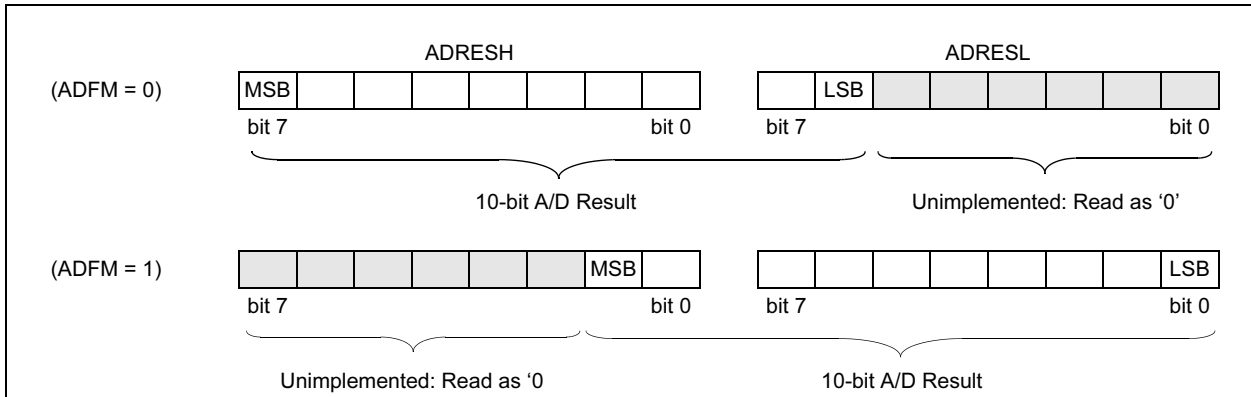 ADRESH ADRESL
(ADFM = 0) MSB LSB
bit 7 bit 0 bit 7 bit 0
10-bit A/D Result Unimplemented: Read as ‘0’
(ADFM = 1) MSB LSB
bit 7 bit 0 bit 7 bit 0
Unimplemented: Read as ‘0 10-bit A/D Result